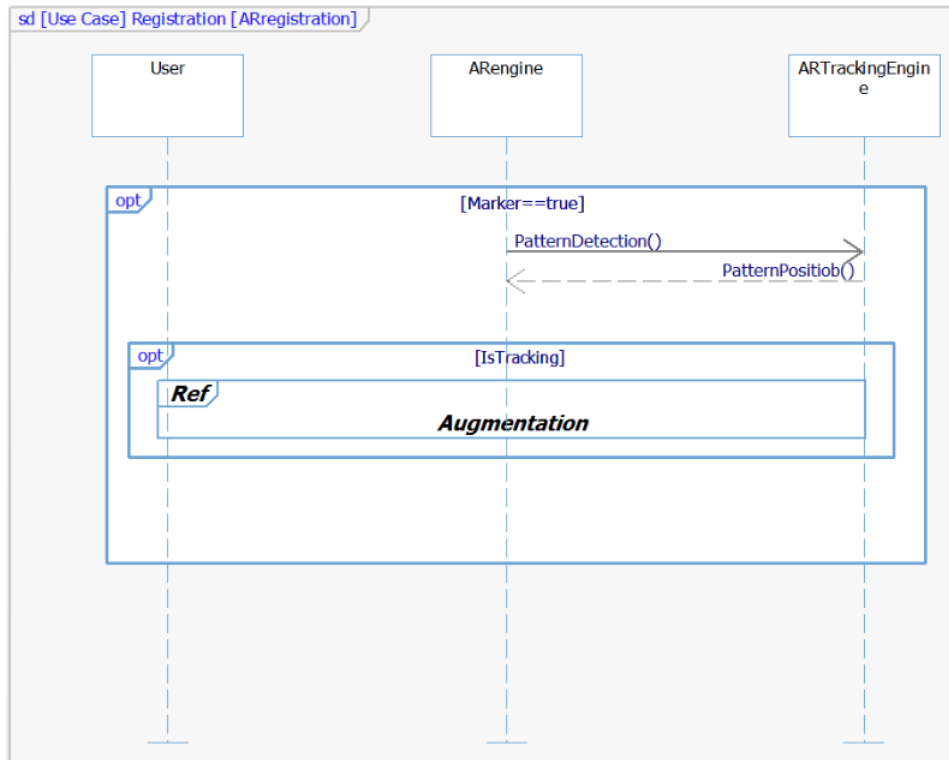 sd [Use Case] Registration [ARregistration]
User
ARengine
ARTrackingEngin
e
opt
[Marker==true]
PatternDetection()
PatternPositiob()
opt
[IsTracking]
Ref
Augmentation